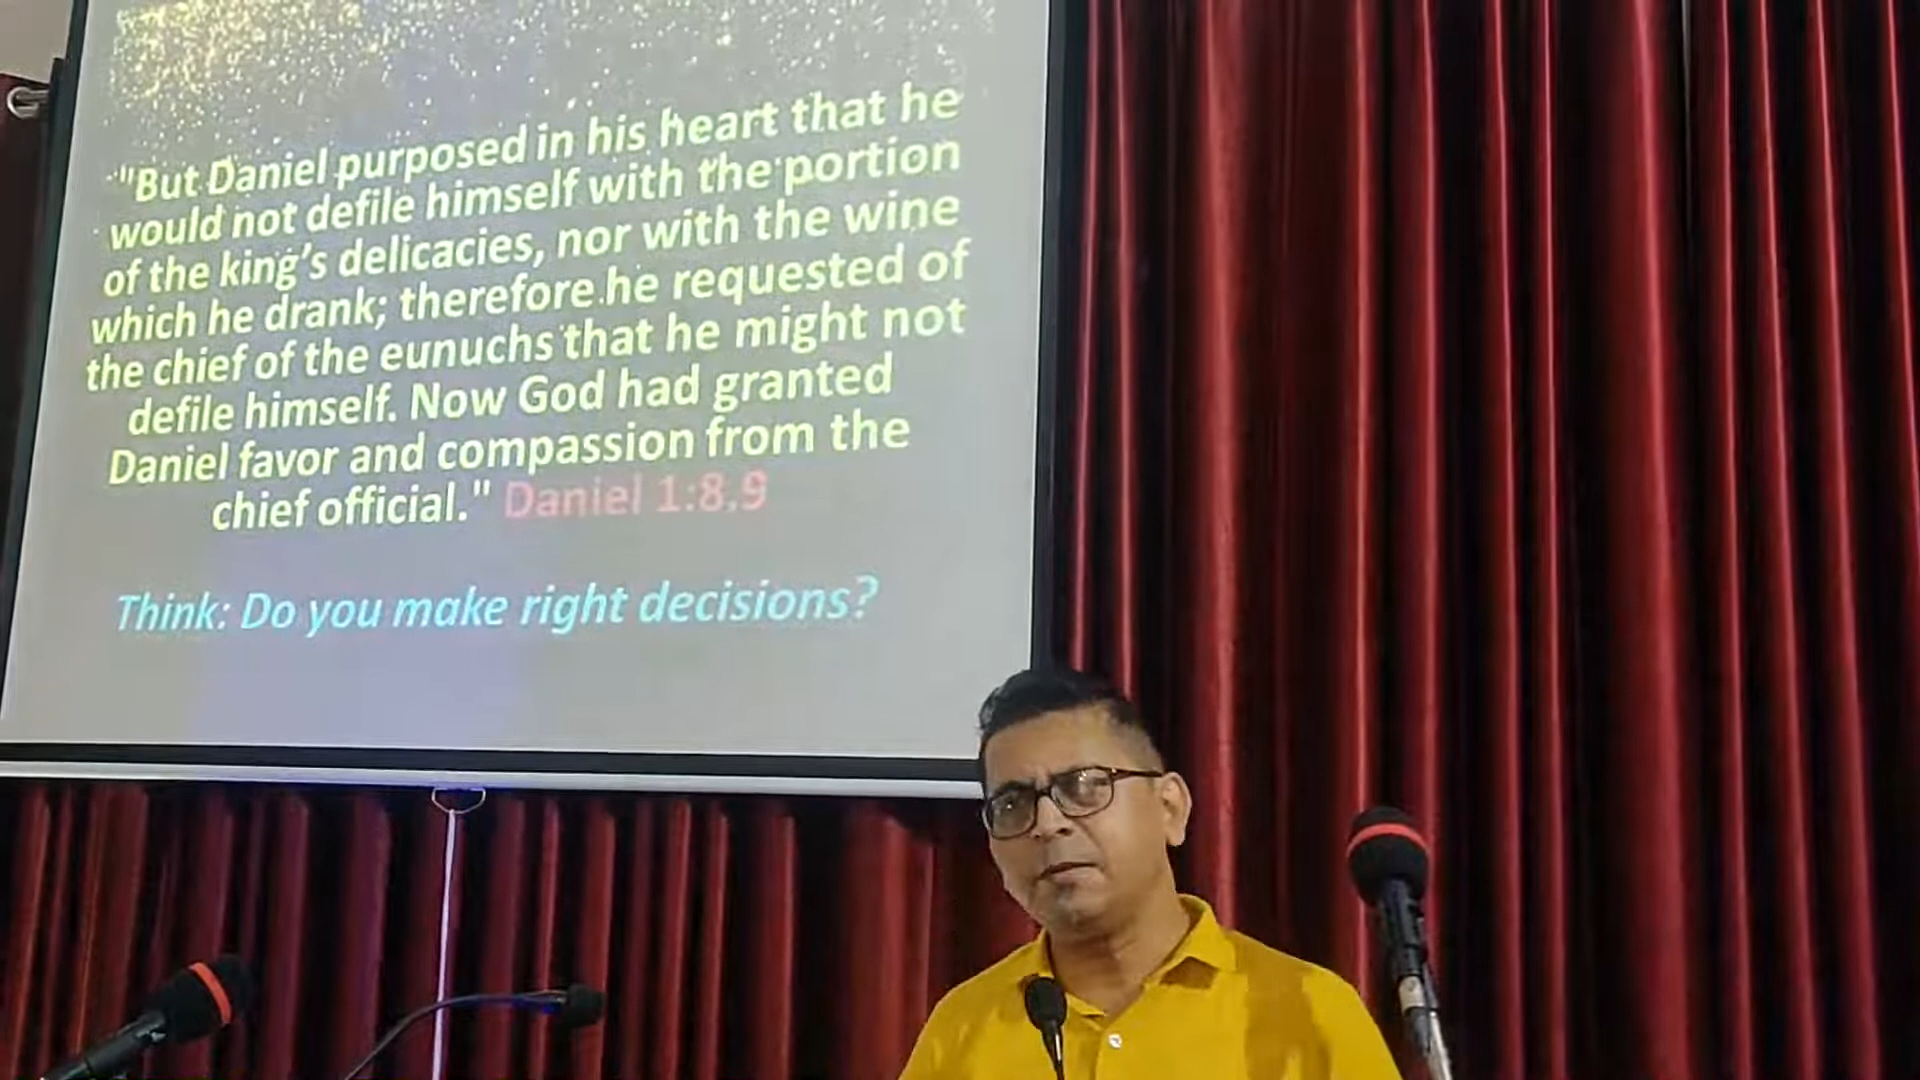 "But Daniel purposed in his heart that he
would not defile himself with the portion
of the king's delicacies, nor with the wine
which he drank; therefore he requested of
the chief of the eunuchs that he might not
defile himself. Now God had granted
Daniel favor and compassion from the
chief official." Daniel 1:8,9
Think: Do you make right decisions?